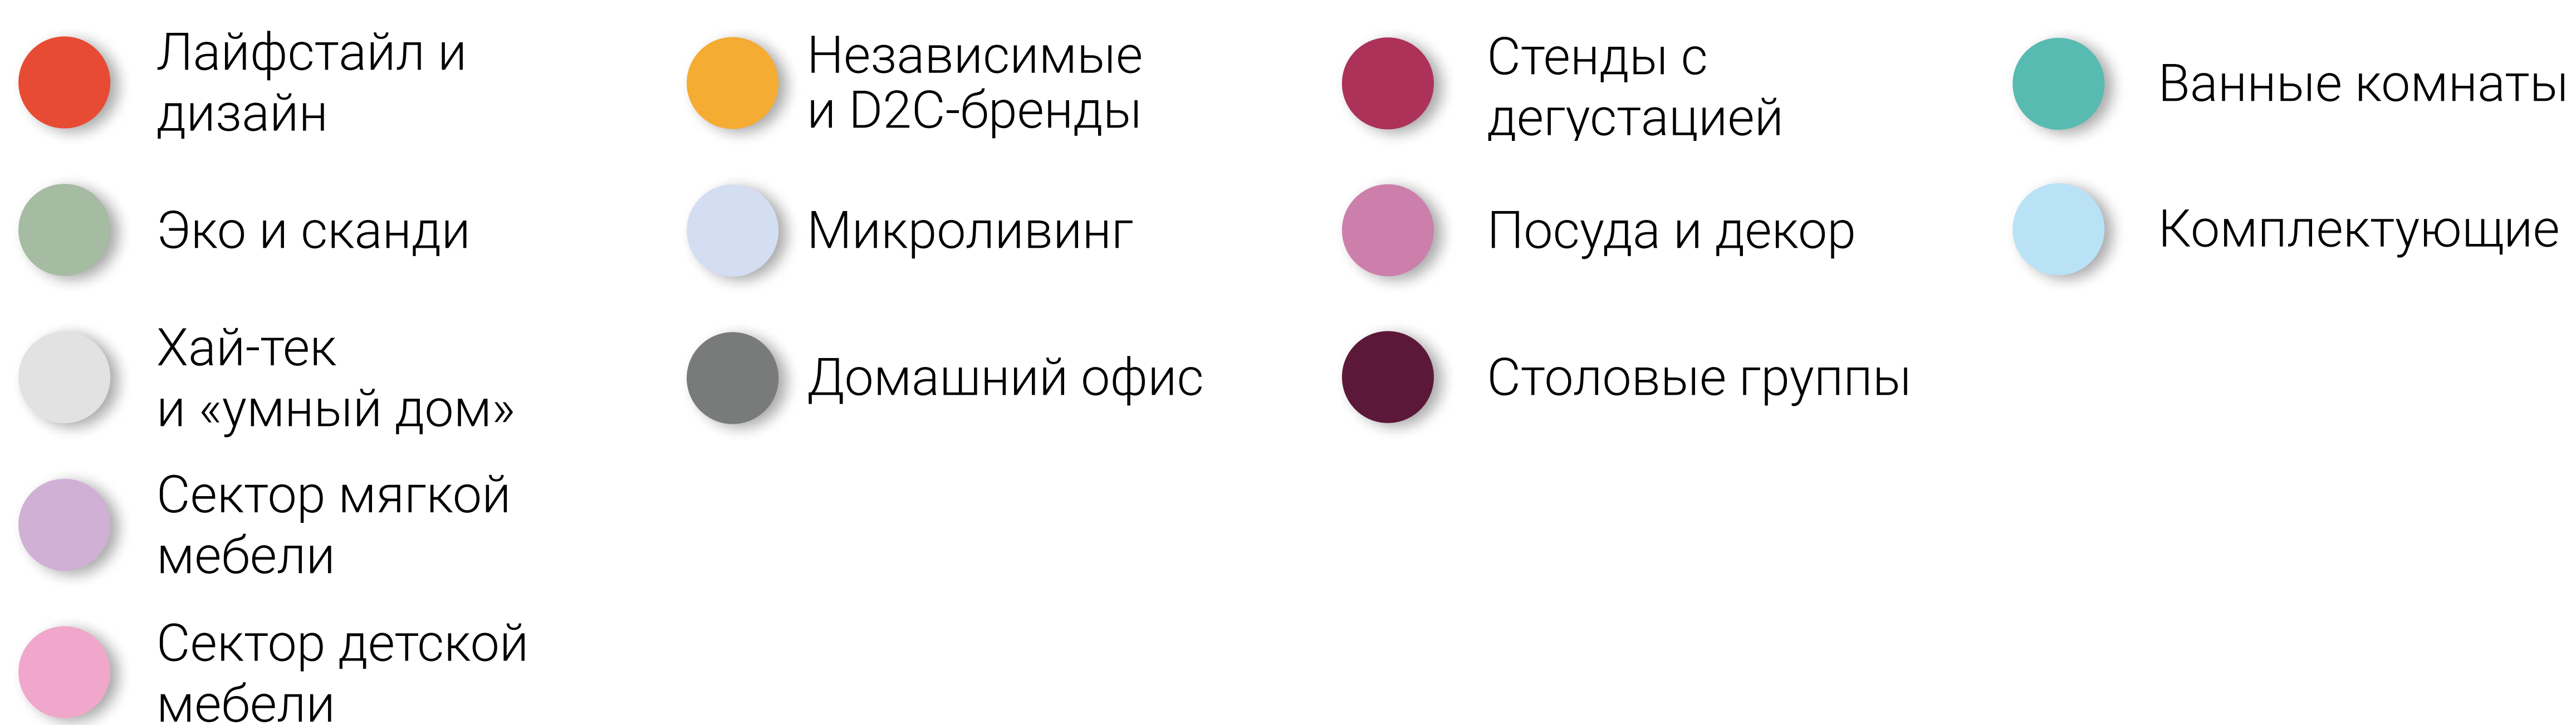 Лайфстайл и
дизайн
Эко и сканди
Хай-тек
и «умный дом»
Сектор мягкой
мебели
Сектор детской
мебели
Независимые
и D2C-бренды
Микроливинг
Домашний офис
Стенды с
дегустацией
Посуда и декор
Столовые группы
Ванные комнаты
Комплектующие